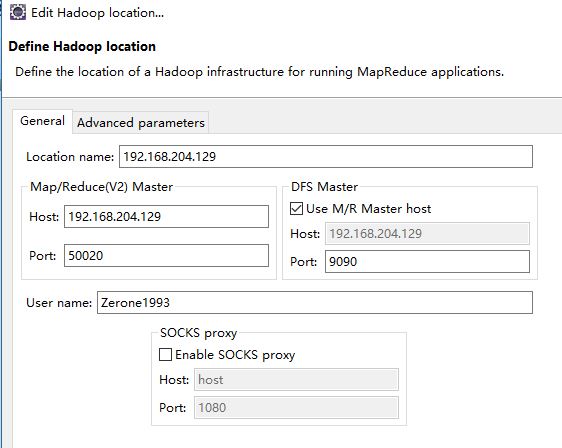 Edit Hadoop location...
Define Hadoop location
Define the location of a Hadoop infrastructure for running MapReduce applications.
General Advanced parameters
Location name: 192.168.204.129
Map/Reduce(V2) Master
Host: 192.168.204.129
Port: 50020
DFS Master
Use M/R Master host
Host: 192.168.204.129
Port: 9090
User name: Zerone1993
SOCKS proxy
Enable SOCKS proxy
Host: host
Port: 1080